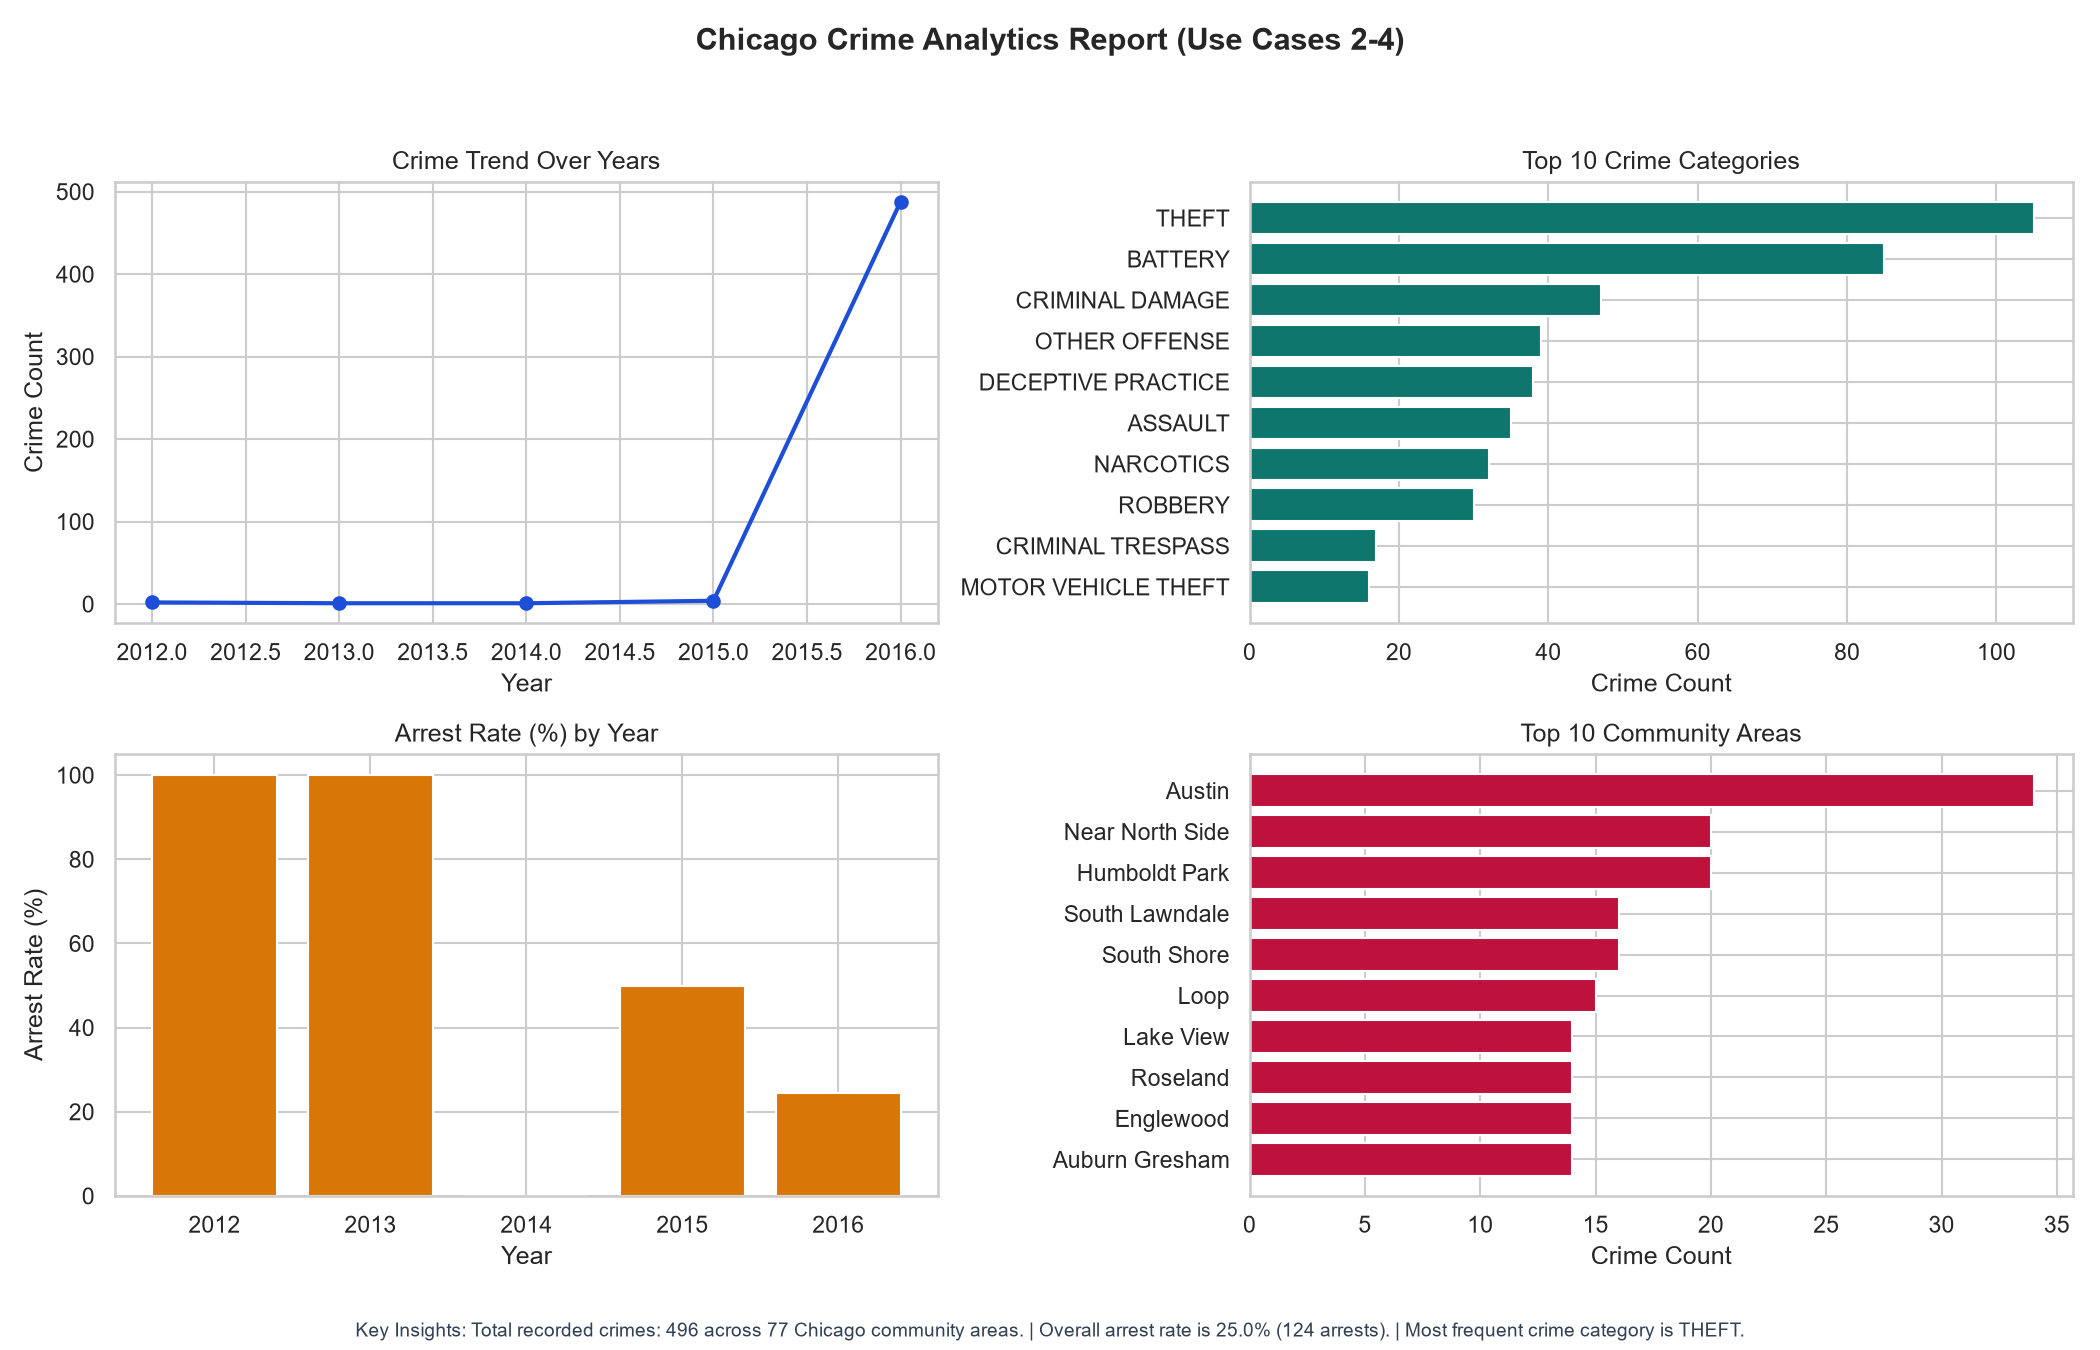 Chicago Crime Analytics Report (Use Cases 2-4)
Crime Trend Over Years
Crime Count
500
400
300
200
100
0
2012.0 2012.5 2013.0 2013.5 2014.0 2014.5 2015.0 2015.5 2016.0
Year
Top 10 Crime Categories
THEFT
BATTERY
CRIMINAL DAMAGE
OTHER OFFENSE
DECEPTIVE PRACTICE
ASSAULT
NARCOTICS
ROBBERY
CRIMINAL TRESPASS
MOTOR VEHICLE THEFT
0 20 40 60 80 100
Crime Count
Arrest Rate (%) by Year
Arrest Rate (%)
100
80
60
40
20
0
2012 2013 2014 2015 2016
Year
Top 10 Community Areas
Austin
Near North Side
Humboldt Park
South Lawndale
South Shore
Loop
Lake View
Roseland
Englewood
Auburn Gresham
0 5 10 15 20 25 30 35
Crime Count
Key Insights: Total recorded crimes: 496 across 77 Chicago community areas. | Overall arrest rate is 25.0% (124 arrests). | Most frequent crime category is THEFT.